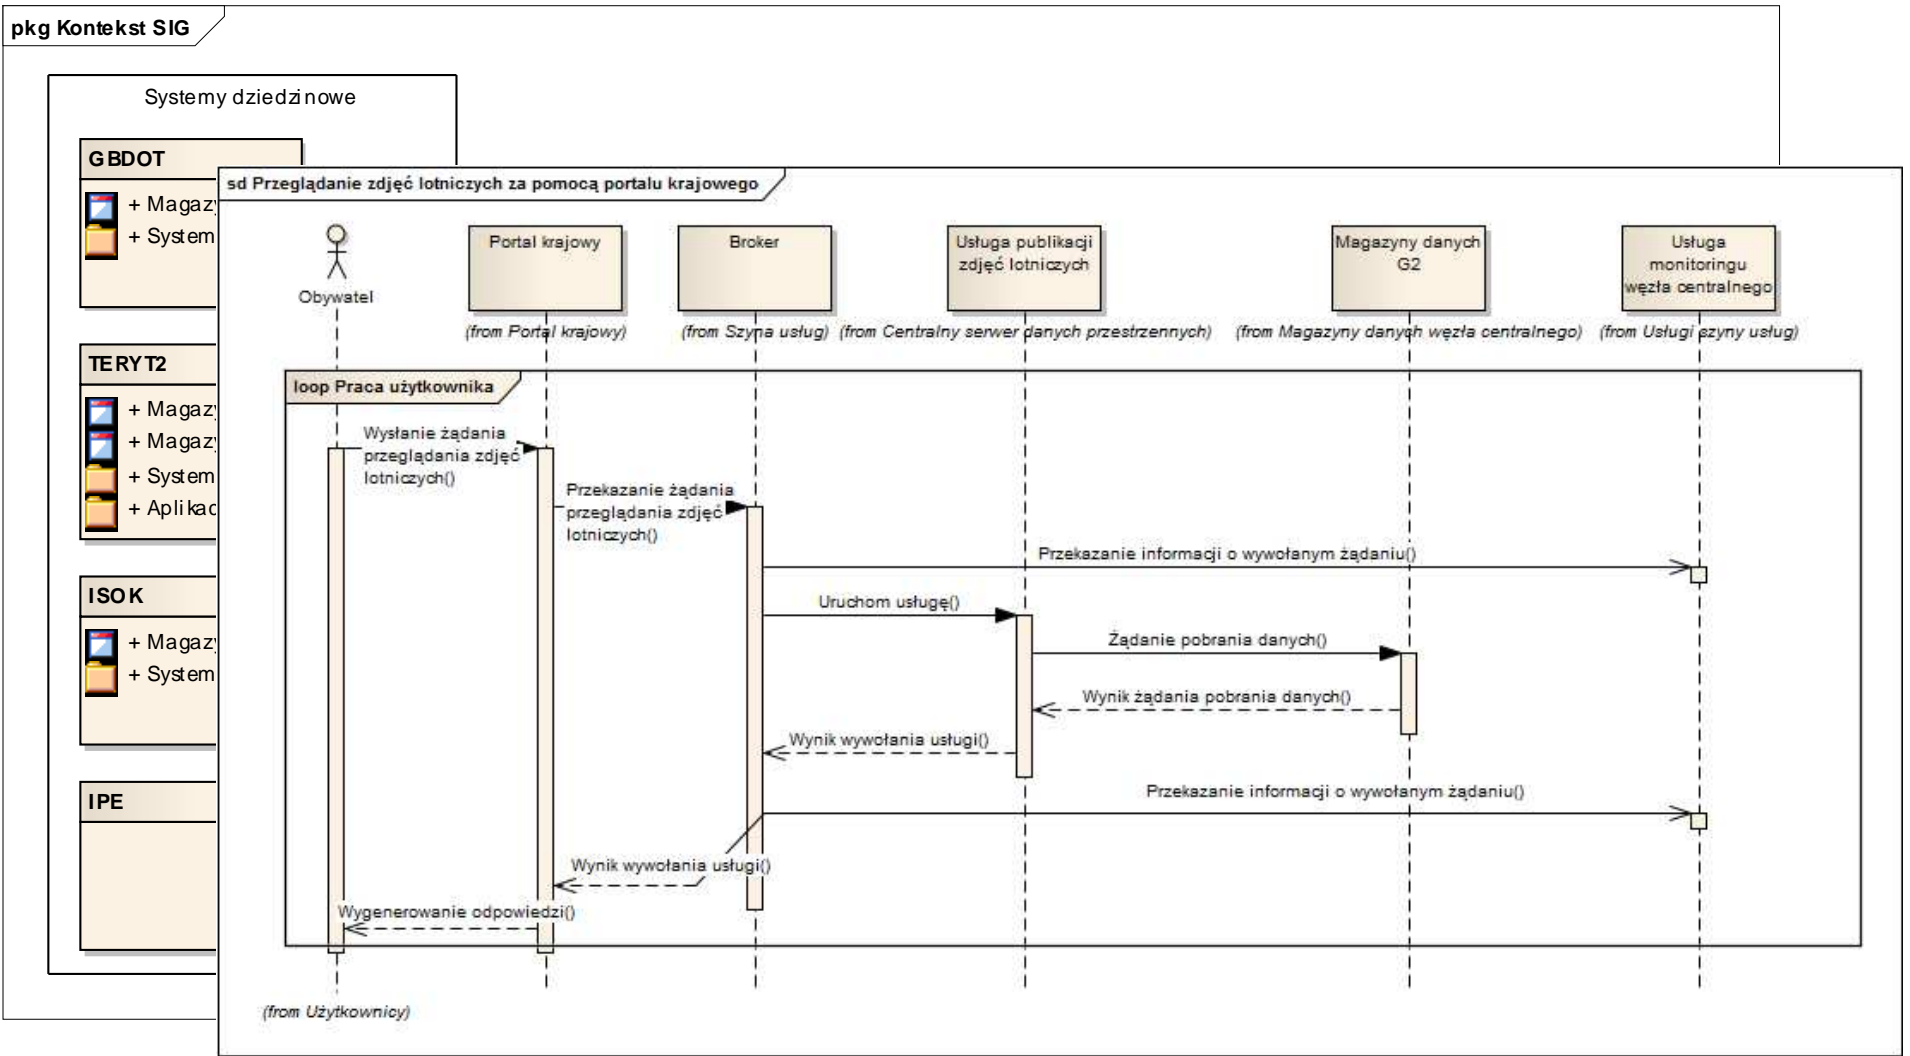 pkg Kontekst SIG
Systemy dziedzinowe
GBDOT
+ Magazy
+ System
TERYT2
+ Magazy
+ Magazy
+ System
+ Aplikac
ISOK
+ Magazy
+ System
IPE
sd Przeglądanie zdjęć lotniczych za pomocą portalu krajowego
Obywatel
Portal krajowy
(from Portal krajowy)
Broker
(from Szyna usług)
Usługa publikacji
zdjęć lotniczych
(from Centralny serwer danych przestrzennych)
Magazyny danych
G2
(from Magazyny danych węzła centralnego)
Usługa
monitoringu
węzła centralnego
(from Usługi szyny usług)
loop Praca użytkownika
Wysłanie żądania
przeglądania zdjęć
lotniczych()
Przekazanie żądania
przeglądania zdjęć
lotniczych()
Przekazanie informacji o wywołanym żądaniu()
Uruchom usługę()
Żądanie pobrania danych()
Wynik żądania pobrania danych()
Wynik wywołania usługi()
Przekazanie informacji o wywołanym żądaniu()
Wynik wywołania usługi()
Wygenerowanie odpowiedzi()
(from Użytkownicy)